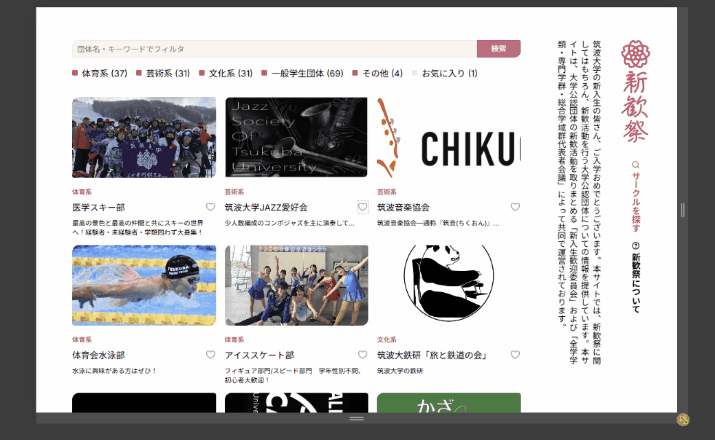 団体名・キーワードでフィルタ
検索
体育系 (37)
芸術系 (31)
文化系 (31)
一般学生団体 (69)
その他 (4)
お気に入り (1)
Jazz
Society
Of
Tsukuba
University
CHIKU
体育系
医学スキー部
最高の景色と最高の仲間と共にスキーの世界
へ！経験者・未経験者・学類問わず大募集！
芸術系
筑波大学JAZZ愛好会
少人数編成のコンボジャズを主に演奏して...
芸術系
筑波音楽協会
筑波音楽協会―通称『筑音(ちくおん)』...
体育系
体育会水泳部
水泳に興味がある方はぜひ！
体育系
アイススケート部
フィギュア部門/スピード部門　学年性別不問、
初心者大歓迎！
文化系
筑波大鉄研「旅と鉄道の会」
筑波大学の鉄研
かざ
新歓祭
サークルを探す
新歓祭について
筑波大学の新入生の皆さん、ご入学おめでとうございます。本サイトでは、新歓祭に関
してはもちろん、新歓活動を行う大学公認団体についての情報を提供しています。本サ
イトは、大学公認団体の新歓活動を取りまとめる「新入生歓迎委員会」および「全学学
類・専門学群・総合学域群代表者会議」によって共同で運営されております。